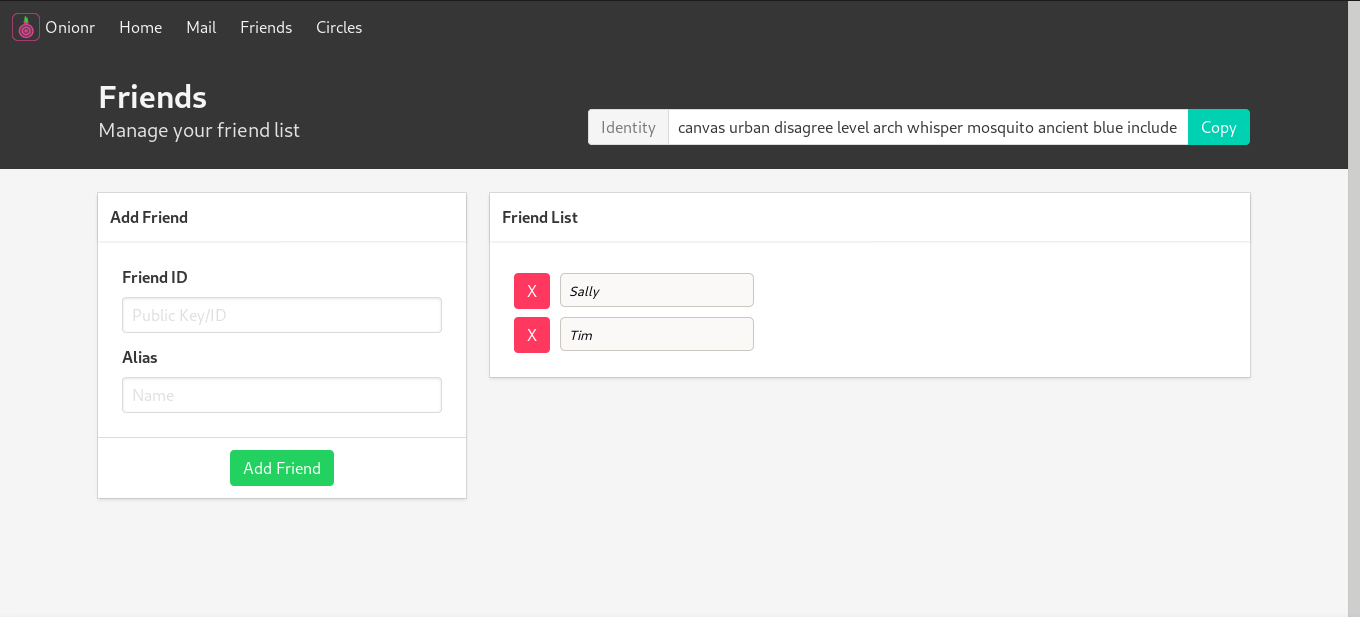 Onionr Home Mail Friends Circles
Friends
Manage your friend list
Identity canvas urban disagree level arch whisper mosquito ancient blue include Copy
Add Friend
Friend ID
Public Key/ID
Alias
Name
Add Friend
Friend List
X Sally
X Tim